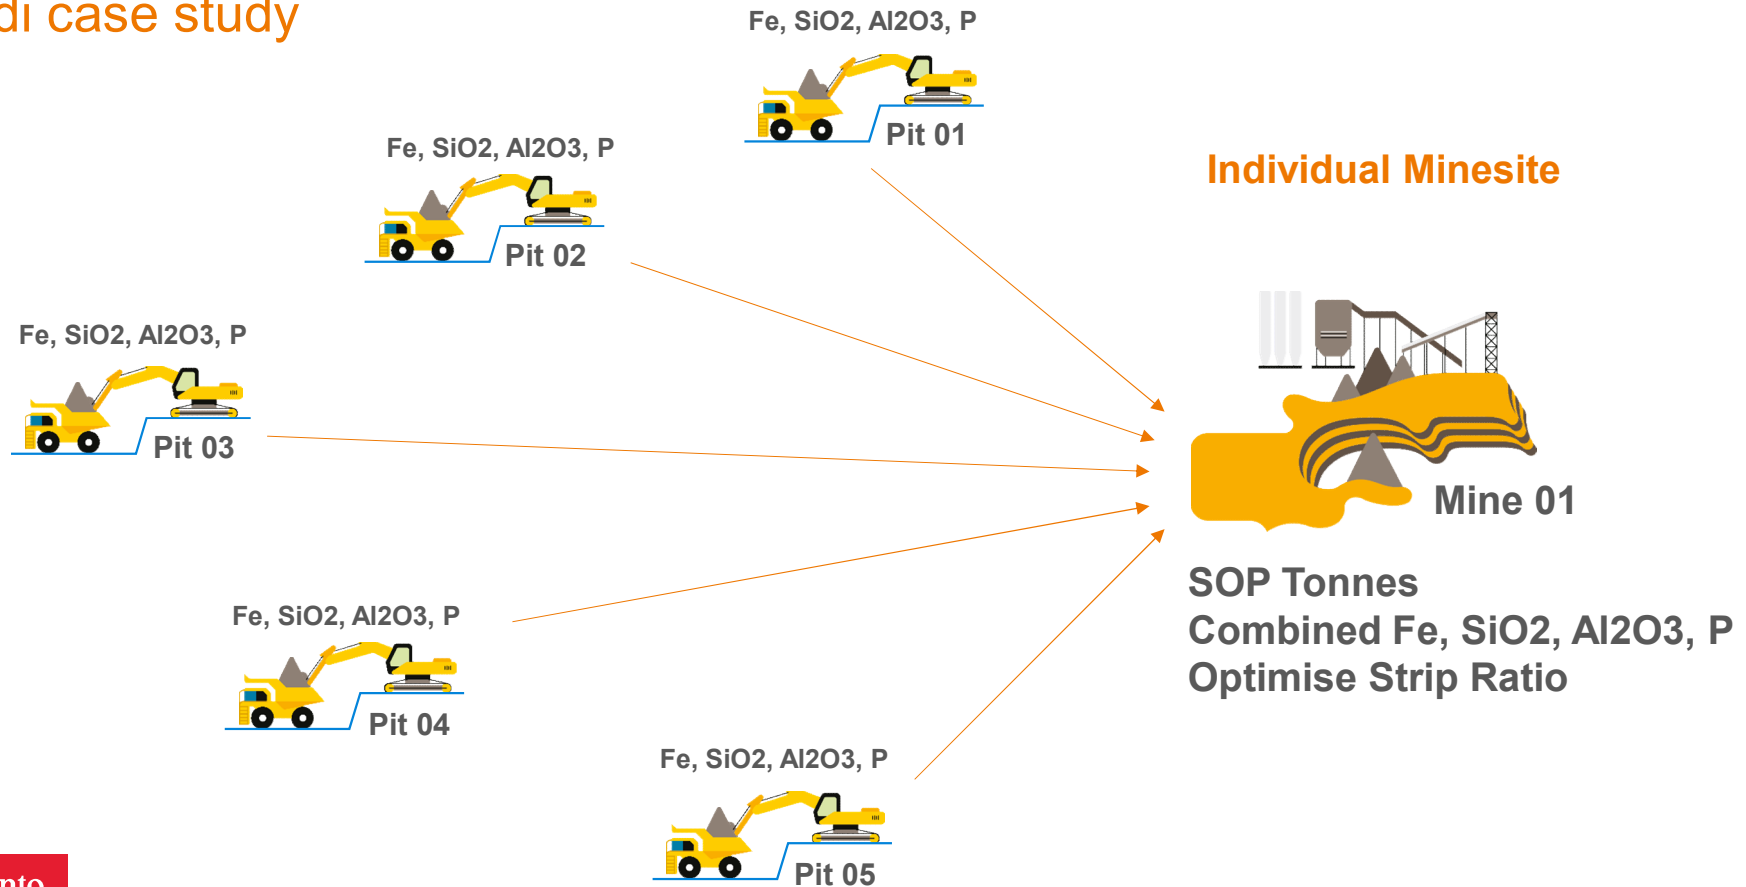 di case study
Fe, SiO2, Al2O3, P
Pit 01
Fe, SiO2, Al2O3, P
Pit 02
Individual Minesite
Fe, SiO2, Al2O3, P
Pit 03
Mine 01
SOP Tonnes
Combined Fe, SiO2, Al2O3, P
Optimise Strip Ratio
Fe, SiO2, Al2O3, P
Pit 04
Fe, SiO2, Al2O3, P
Pit 05
nto